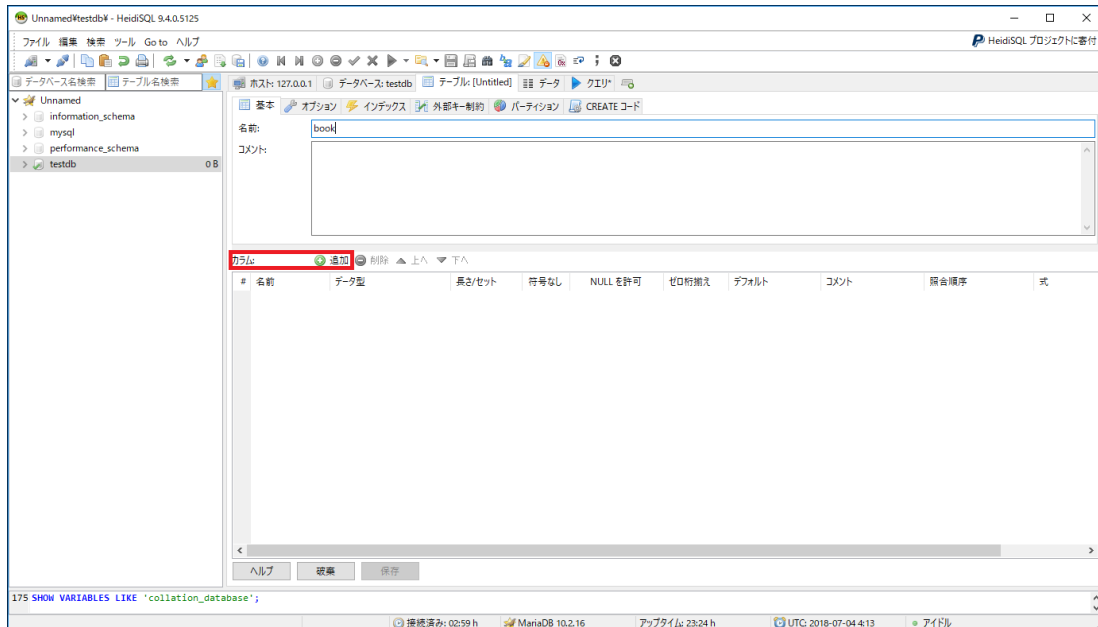 Unnamed¥testdb¥ - HeidiSQL 9.4.0.5125
ファイル 編集 検索 ツール Go to ヘルプ
HeidiSQL プロジェクトに寄付
データベース名検索 テーブル名検索
ホスト: 127.0.0.1 データベース: testdb テーブル: [Untitled] データ クエリ*
Unnamed
information_schema
mysql
performance_schema
testdb 0 B
基本 オプション インデックス 外部キー制約 パーティション CREATE コード
名前: book
コメント:
カラム: 追加 削除 上へ 下へ
# 名前 データ型 長さ/セット 符号なし NULL を許可 ゼロ桁揃え デフォルト コメント 照合順序 式
ヘルプ 破棄 保存
175 SHOW VARIABLES LIKE 'collation_database';
接続済み: 02:59 h MariaDB 10.2.16 アップタイム: 23:24 h UTC: 2018-07-04 4:13 アイドル